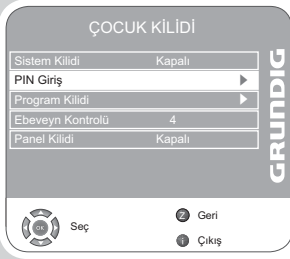 ÇOCUK KİLİDİ
Sistem Kilidi Kapalı
PIN Giriş
Program Kilidi
Ebeveyn Kontrolü 4
Panel Kilidi Kapalı
GRUNDIG
OK Seç
Z Geri
i Çıkış